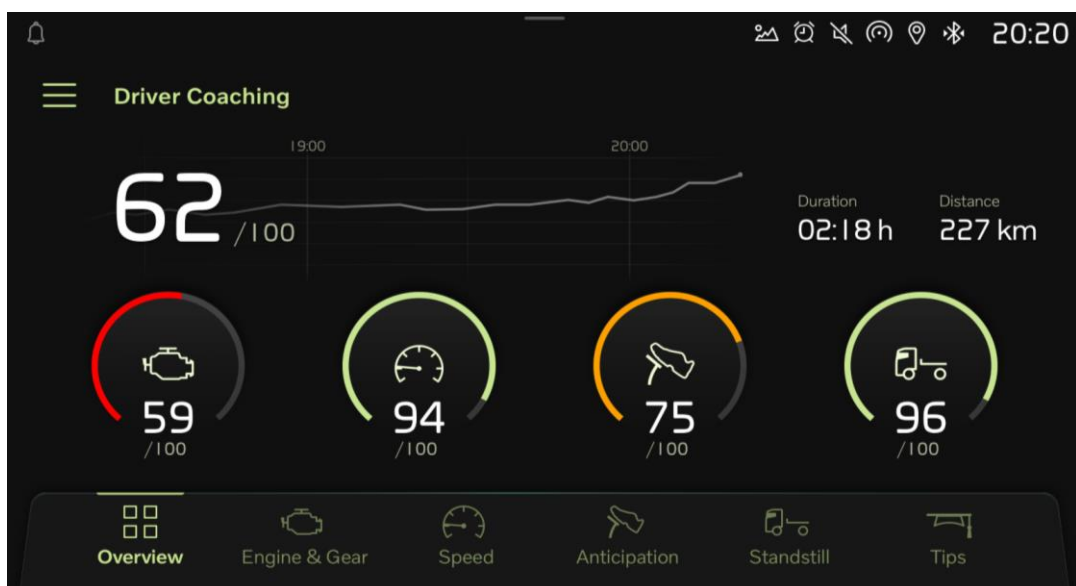 20:20
Driver Coaching
19:00 20:00
62 /100
Duration Distance
02:18 h 227 km
59 94 75 96
/100 /100 /100 /100
Overview Engine & Gear Speed Anticipation Standstill Tips